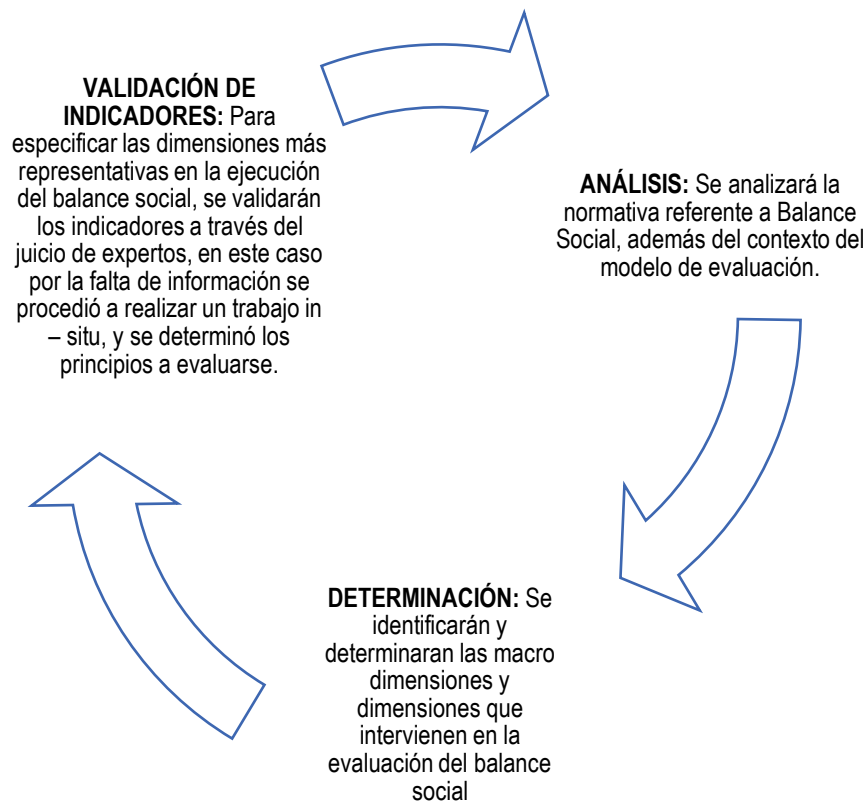 VALIDACIÓN DE
INDICADORES: Para
especificar las dimensiones más
representativas en la ejecución
del balance social, se validarán
los indicadores a través del
juicio de expertos, en este caso
por la falta de información se
procedió a realizar un trabajo in
– situ, y se determinó los
principios a evaluarse.
ANÁLISIS: Se analizará la
normativa referente a Balance
Social, además del contexto del
modelo de evaluación.
DETERMINACIÓN: Se
identificarán y
determinaran las macro
dimensiones y
dimensiones que
intervienen en la
evaluación del balance
social